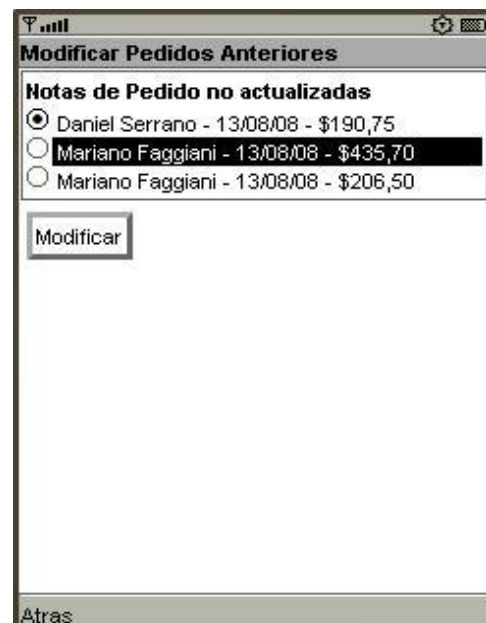 Modificar Pedidos Anteriores
Notas de Pedido no actualizadas
Daniel Serrano - 13/08/08 - $190,75
Mariano Faggiani - 13/08/08 - $435,70
Mariano Faggiani - 13/08/08 - $206,50
Modificar
Atras